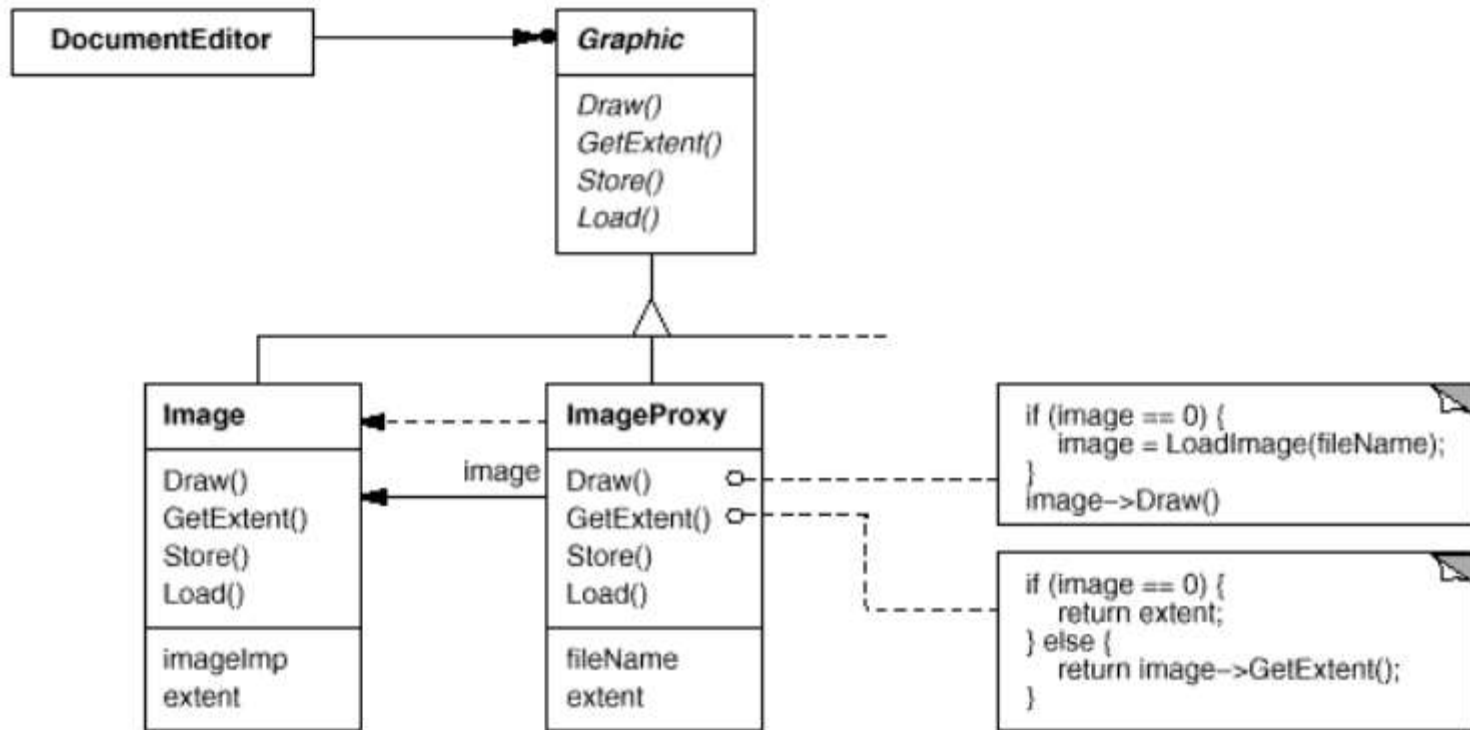 DocumentEditor
Graphic
Draw()
GetExtent()
Store()
Load()
Image
Draw()
GetExtent()
Store()
Load()
imageImp
extent
image
ImageProxy
Draw()
GetExtent()
Store()
Load()
fileName
extent
if (image == 0) {
image = LoadImage(fileName);
}
image->Draw()
if (image == 0) {
return extent;
} else {
return image->GetExtent();
}